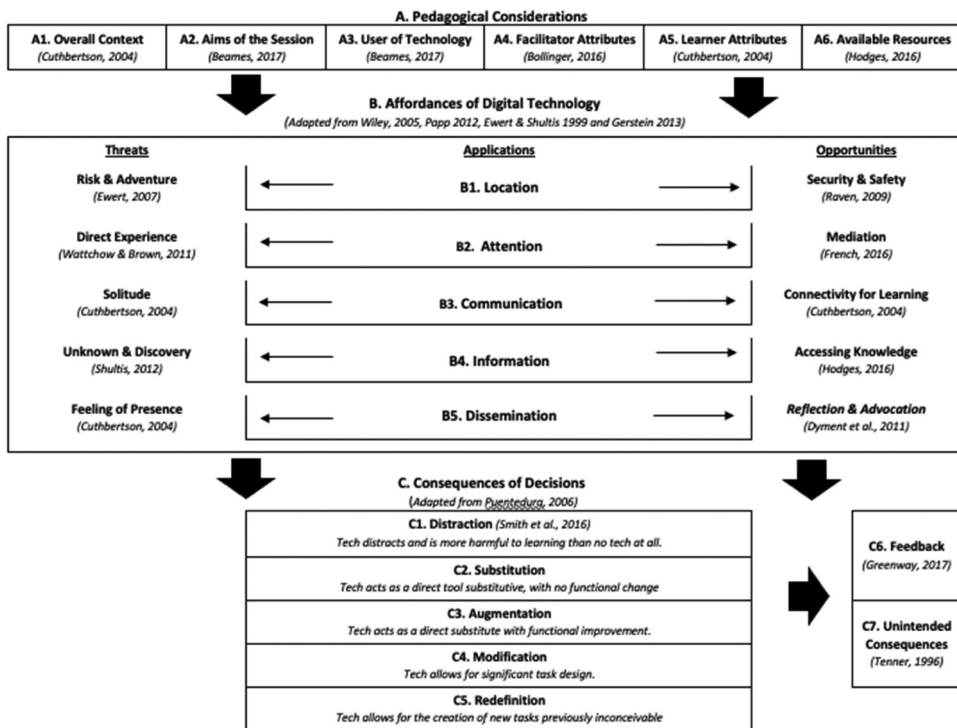 A. Pedagogical Considerations
A1. Overall Context
(Cuthbertson, 2004)
A2. Aims of the Session
(Beames, 2017)
A3. User of Technology
(Beames, 2017)
A4. Facilitator Attributes
(Bollinger, 2016)
A5. Learner Attributes
(Cuthbertson, 2004)
A6. Available Resources
(Hodges, 2016)
B. Affordances of Digital Technology
(Adapted from Wiley, 2005, Papp 2012, Ewert & Shultis 1999 and Gerstein 2013)
Threats
Applications
Opportunities
Risk & Adventure
(Ewert, 2007)
B1. Location
Security & Safety
(Raven, 2009)
Direct Experience
(Wattchow & Brown, 2011)
B2. Attention
Mediation
(French, 2016)
Solitude
(Cuthbertson, 2004)
B3. Communication
Connectivity for Learning
(Cuthbertson, 2004)
Unknown & Discovery
(Shultis, 2012)
B4. Information
Accessing Knowledge
(Hodges, 2016)
Feeling of Presence
(Cuthbertson, 2004)
B5. Dissemination
Reflection & Advocation
(Dyment et al., 2011)
C. Consequences of Decisions
(Adapted from Puentedura, 2006)
C1. Distraction (Smith et al., 2016)
Tech distracts and is more harmful to learning than no tech at all.
C2. Substitution
Tech acts as a direct tool substitutive, with no functional change
C3. Augmentation
Tech acts as a direct substitute with functional improvement.
C4. Modification
Tech allows for significant task design.
C5. Redefinition
Tech allows for the creation of new tasks previously inconceivable
C6. Feedback
(Greenway, 2017)
C7. Unintended
Consequences
(Tenner, 1996)